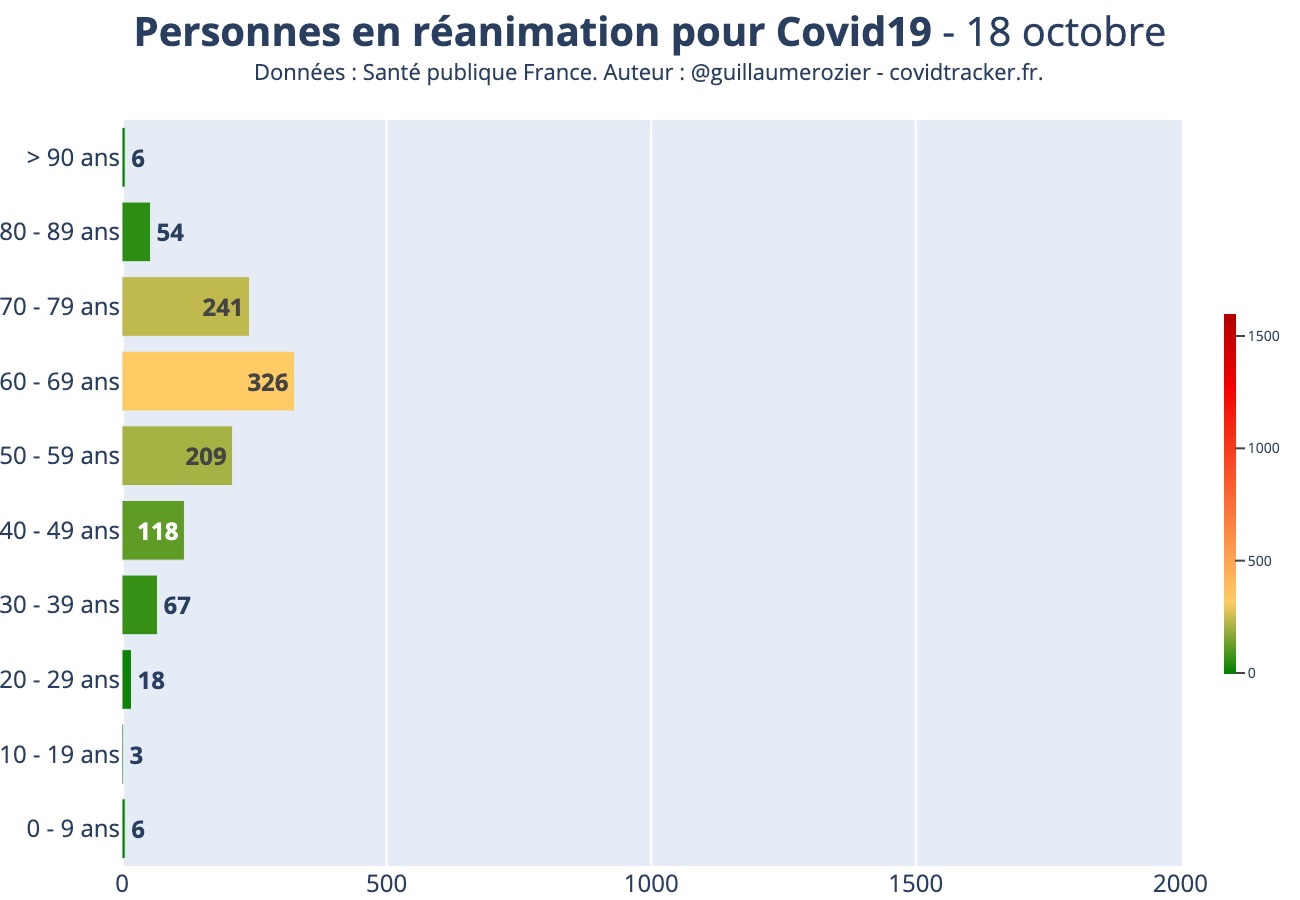 Personnes en réanimation pour Covid19 - 18 octobre
Données : Santé publique France. Auteur : @guillaumerozier - covidtracker.fr.
> 90 ans 6
80 - 89 ans 54
70 - 79 ans 241
60 - 69 ans 326
50 - 59 ans 209
40 - 49 ans 118
30 - 39 ans 67
20 - 29 ans 18
10 - 19 ans 3
0 - 9 ans 6
0 500 1000 1500 2000
1500
1000
500
0